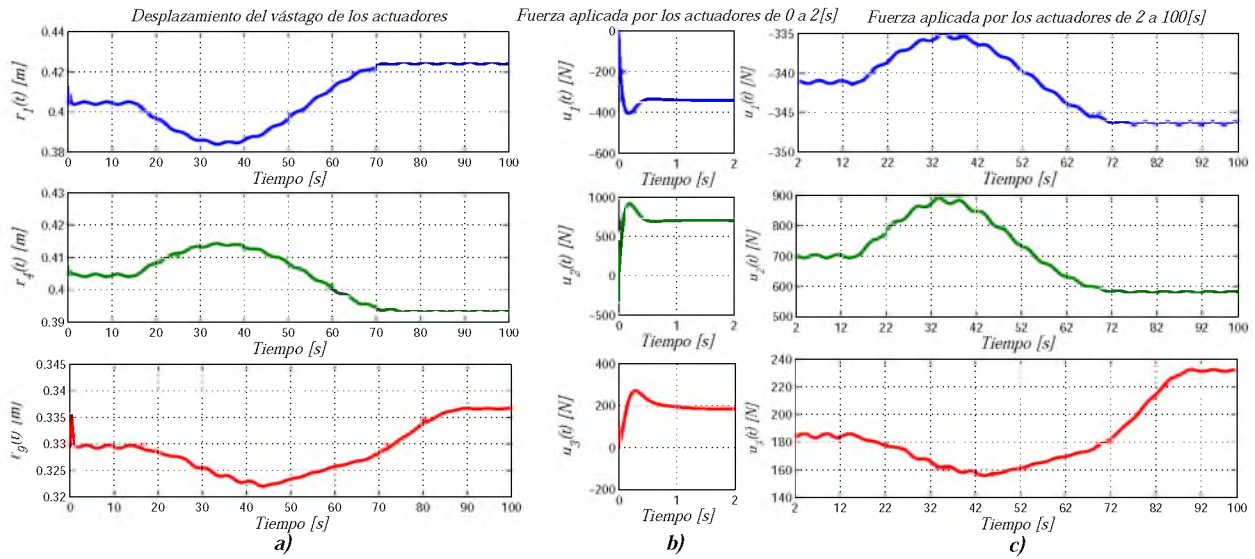 Desplazamiento del vástago de los actuadores
0.44
0.42
0.4
0.38
r1(t) [m]
0 10 20 30 40 50 60 70 80 90 100
Tiempo [s]
0.43
0.42
0.41
0.4
0.39
r4(t) [m]
0 10 20 30 40 50 60 70 80 90 100
Tiempo [s]
0.345
0.34
0.335
0.33
0.325
0.32
r9(t) [m]
0 10 20 30 40 50 60 70 80 90 100
Tiempo [s]
a)
Fuerza aplicada por los actuadores de 0 a 2[s]
0
−200
−400
−600
u1(t) [N]
0 1 2
Tiempo [s]
1000
500
0
−500
u2(t) [N]
0 1 2
Tiempo [s]
400
200
0
−200
u3(t) [N]
0 1 2
Tiempo [s]
b)
Fuerza aplicada por los actuadores de 2 a 100[s]
−335
−340
−345
−350
u1(t) [N]
2 12 22 32 42 52 62 72 82 92 100
Tiempo [s]
900
800
700
600
500
u2(t) [N]
2 12 22 32 42 52 62 72 82 92 100
Tiempo [s]
240
220
200
180
160
140
u3(t) [N]
2 12 22 32 42 52 62 72 82 92 100
Tiempo [s]
c)